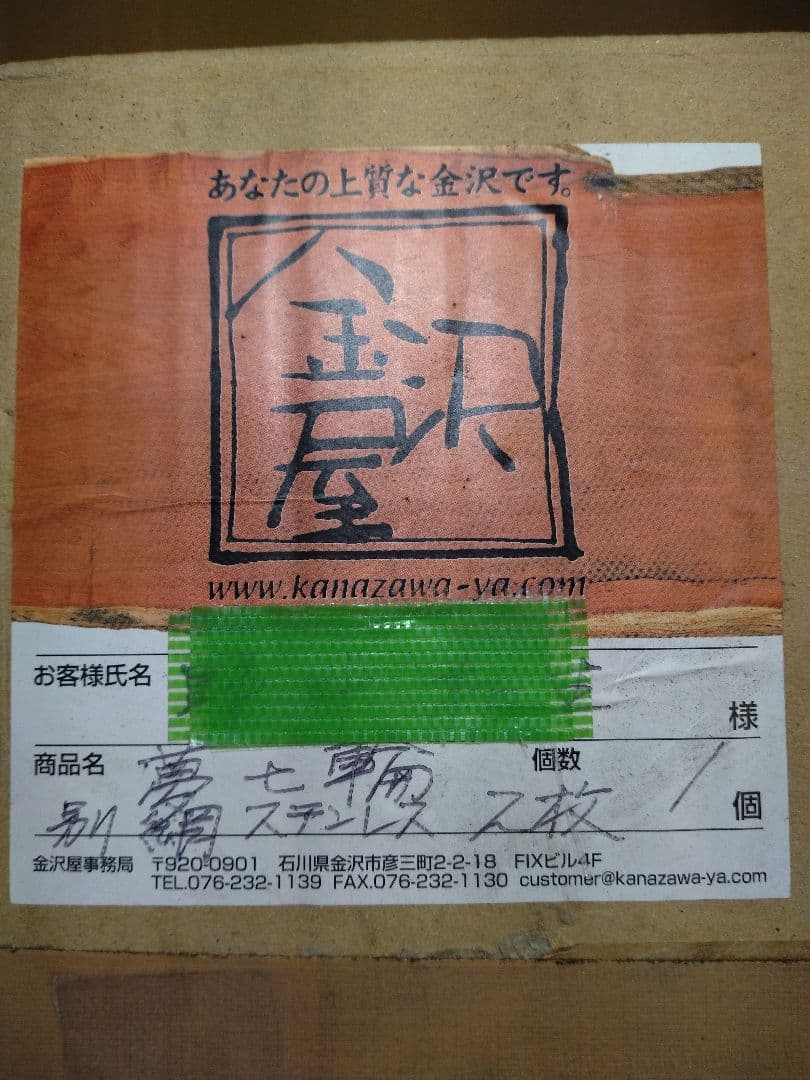 あなたの上質な金沢です。
金沢屋
www.kanazawa-ya.com
お客様氏名 様
商品名 夢七輪 個数 1 個
別 網 ステンレス 2枚
金沢屋事務局 〒920-0901 石川県金沢市彦三町2-2-18 FIXビル4F
TEL.076-232-1139 FAX.076-232-1130 customer@kanazawa-ya.com